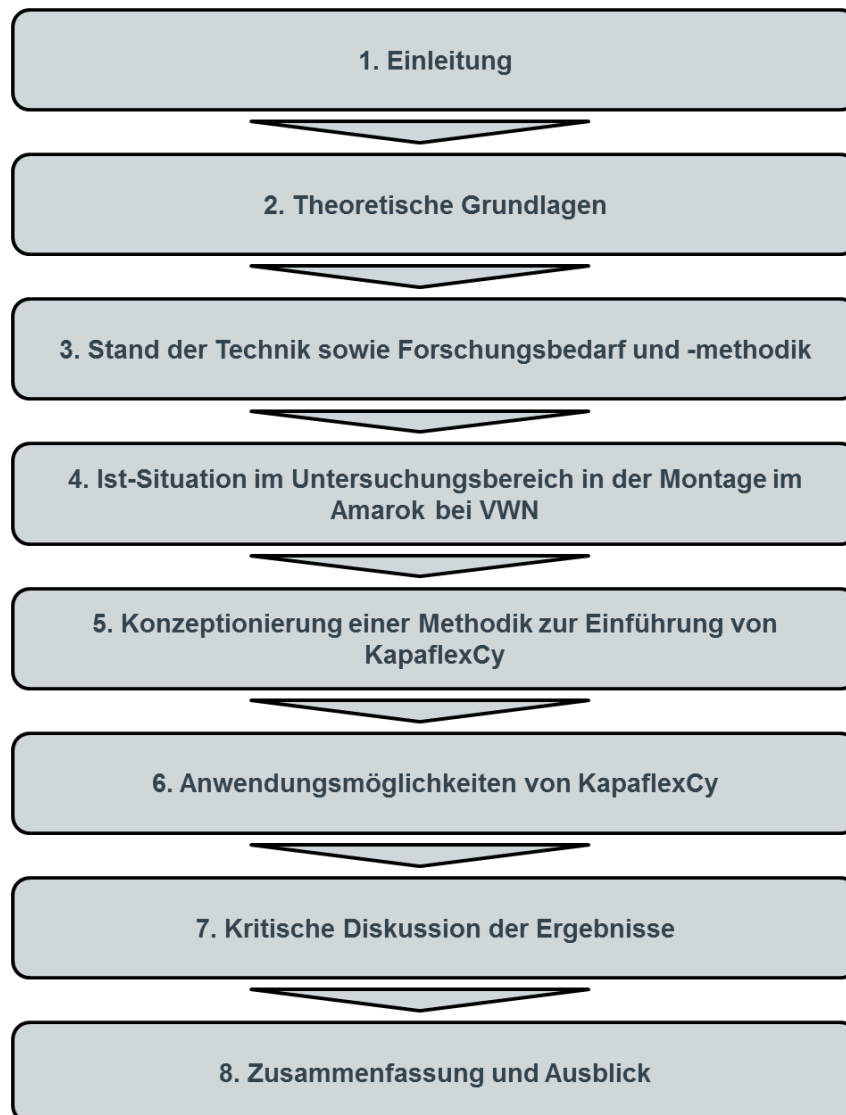 1. Einleitung
2. Theoretische Grundlagen
3. Stand der Technik sowie Forschungsbedarf und -methodik
4. Ist-Situation im Untersuchungsbereich in der Montage im
Amarok bei VWN
5. Konzeptionierung einer Methodik zur Einführung von
KapaflexCy
6. Anwendungsmöglichkeiten von KapaflexCy
7. Kritische Diskussion der Ergebnisse
8. Zusammenfassung und Ausblick